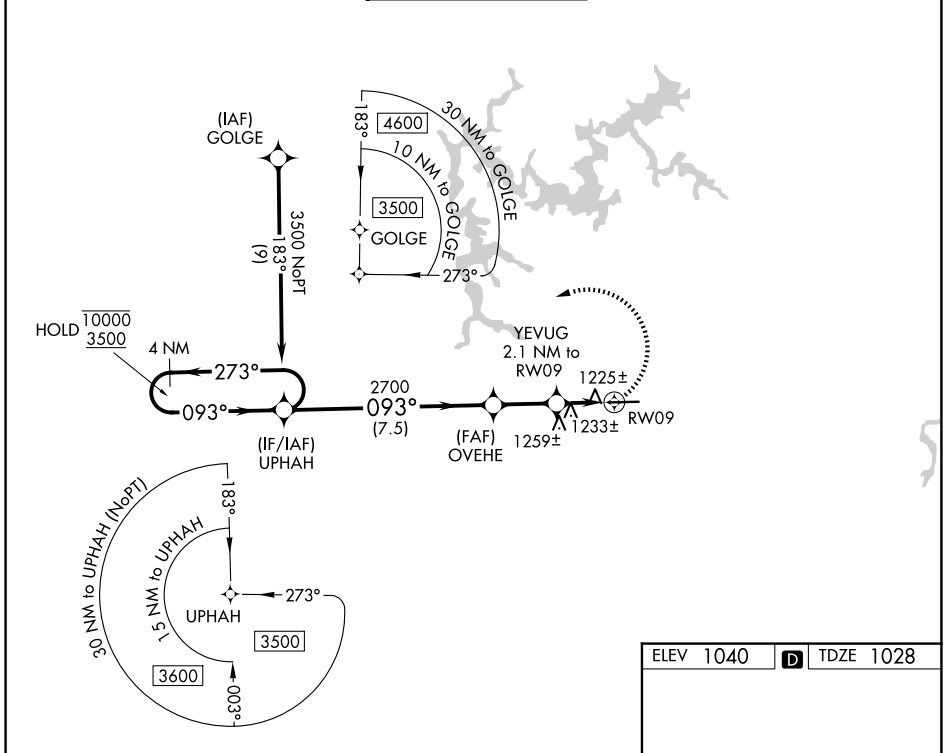 (IAF)
GOLGE
183°
4600
30 NM to GOLGE
10 NM to GOLGE
3500
GOLGE
273°
3500 NoPT
183°
(9)
HOLD 10000
3500
4 NM
273°
093°
(IF/IAF)
UPHAH
2700
093°
(7.5)
(FAF)
OVEHE
YEVUG
2.1 NM to
RW09
1225±
1233±
1259±
RW09
30 NM to UPHAH (NoPT)
183°
15 NM to UPHAH
UPHAH
273°
3500
3600
003°
ELEV 1040 D TDZE 1028